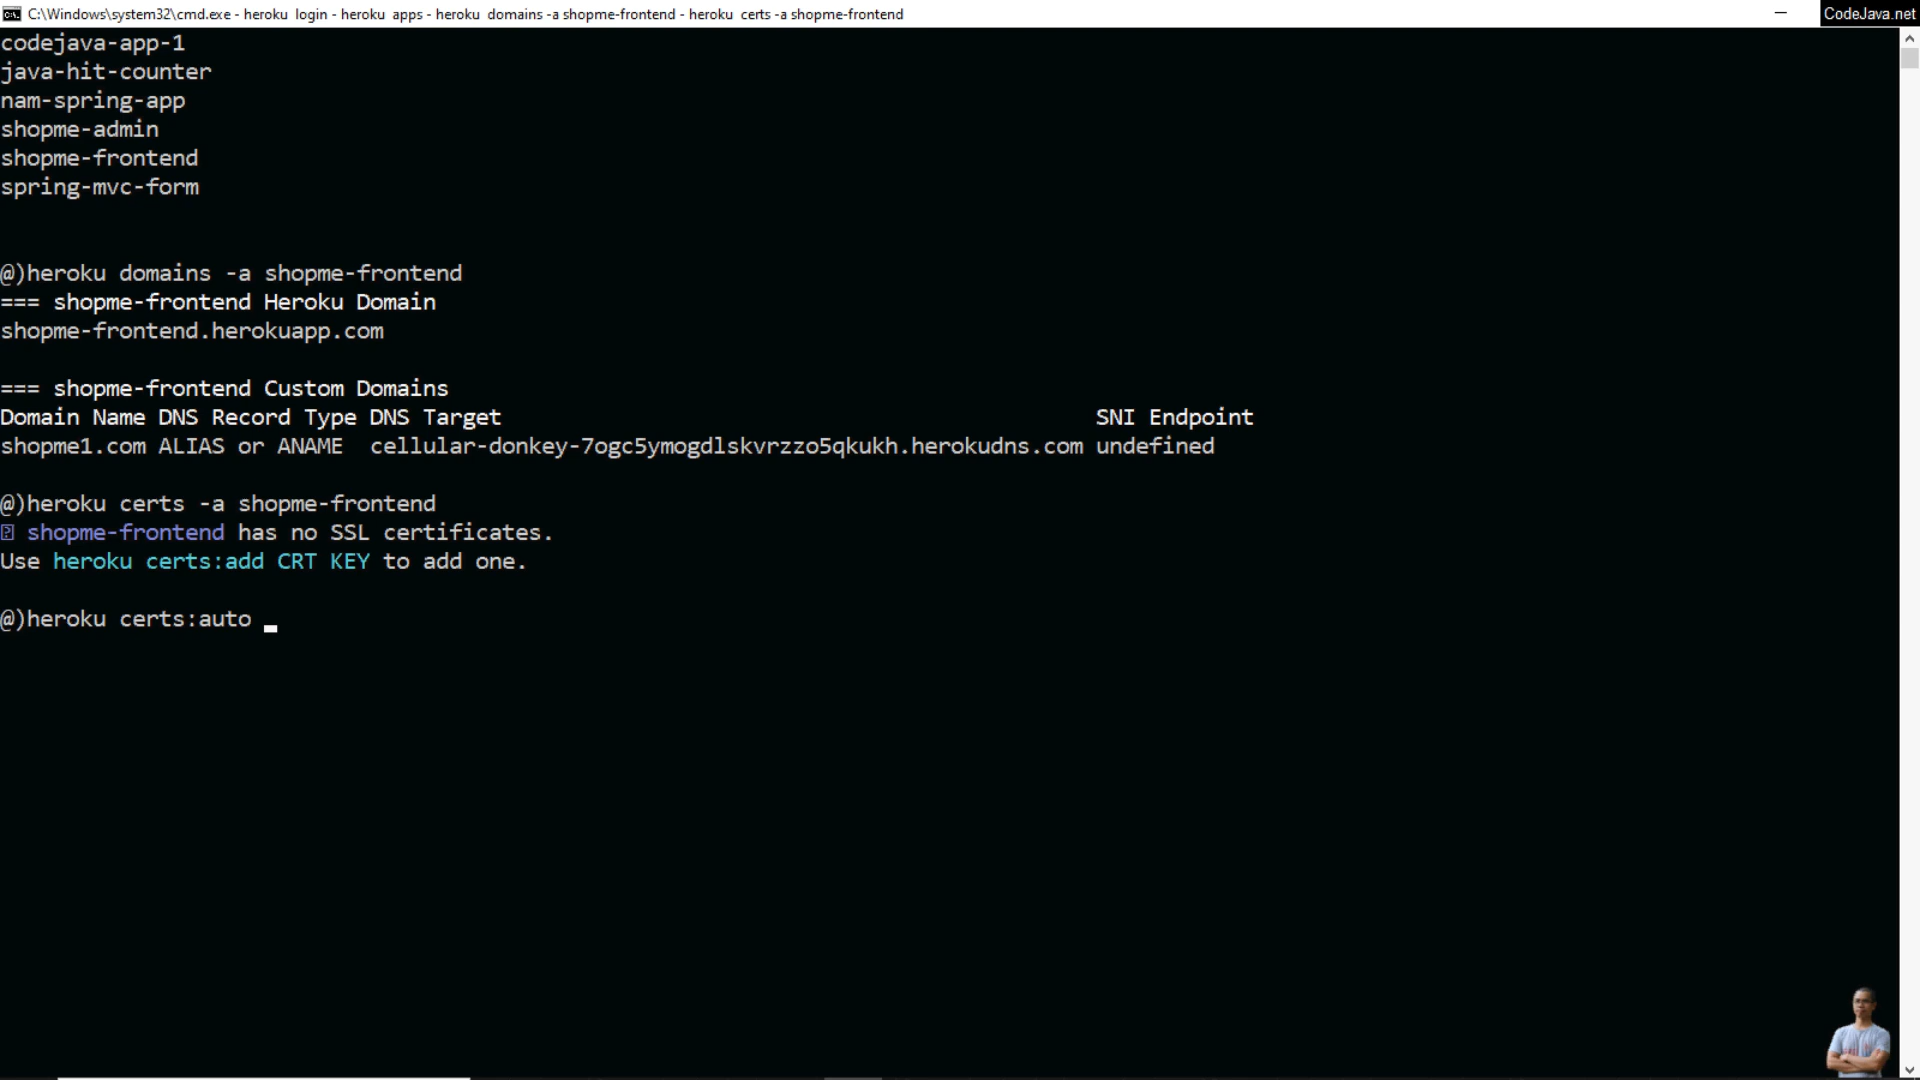 C:\Windows\system32\cmd.exe - heroku login - heroku apps - heroku domains -a shopme-frontend - heroku certs -a shopme-frontend
CodeJava.net
codejava-app-1
java-hit-counter
nam-spring-app
shopme-admin
shopme-frontend
spring-mvc-form
@)heroku domains -a shopme-frontend
=== shopme-frontend Heroku Domain
shopme-frontend.herokuapp.com
=== shopme-frontend Custom Domains
Domain Name DNS Record Type DNS Target SNI Endpoint
shopme1.com ALIAS or ANAME cellular-donkey-7ogc5ymogdlskvrzzo5qkukh.herokudns.com undefined
@)heroku certs -a shopme-frontend
shopme-frontend has no SSL certificates.
Use heroku certs:add CRT KEY to add one.
@)heroku certs:auto